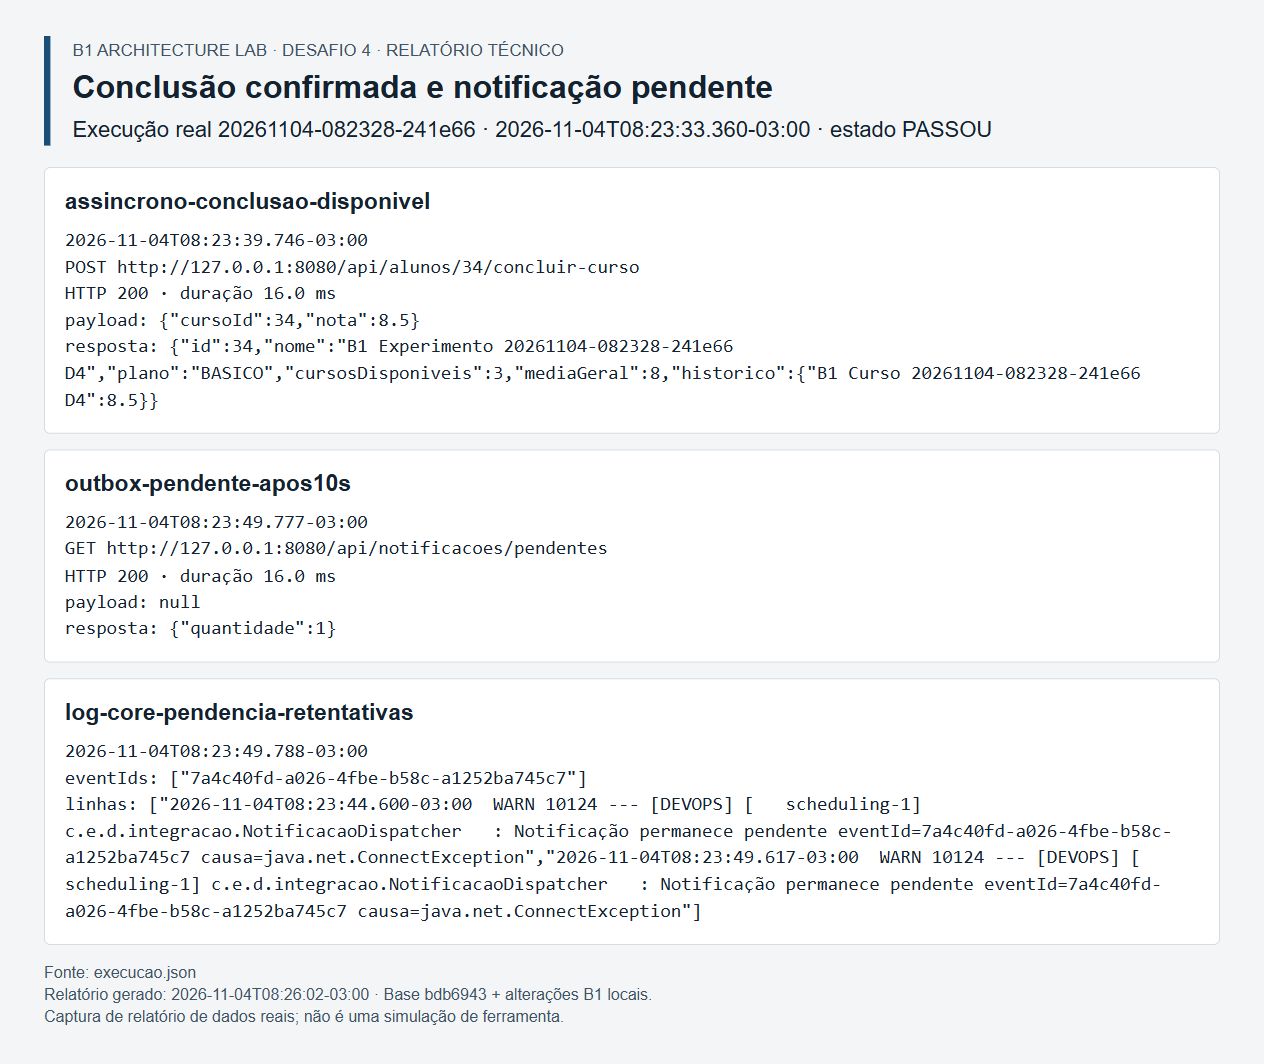 B1 ARCHITECTURE LAB · DESAFIO 4 · RELATÓRIO TÉCNICO
Conclusão confirmada e notificação pendente
Execução real 20261104-082328-241e66 · 2026-11-04T08:23:33.360-03:00 · estado PASSOU
assincrono-conclusao-disponivel
2026-11-04T08:23:39.746-03:00
POST http://127.0.0.1:8080/api/alunos/34/concluir-curso
HTTP 200 · duração 16.0 ms
payload: {"cursoId":34,"nota":8.5}
resposta: {"id":34,"nome":"B1 Experimento 20261104-082328-241e66
D4","plano":"BASICO","cursosDisponiveis":3,"mediaGeral":8,"historico":{"B1 Curso 20261104-082328-241e66
D4":8.5}}
outbox-pendente-apos10s
2026-11-04T08:23:49.777-03:00
GET http://127.0.0.1:8080/api/notificacoes/pendentes
HTTP 200 · duração 16.0 ms
payload: null
resposta: {"quantidade":1}
log-core-pendencia-retentativas
2026-11-04T08:23:49.788-03:00
eventIds: ["7a4c40fd-a026-4fbe-b58c-a1252ba745c7"]
linhas: ["2026-11-04T08:23:44.600-03:00  WARN 10124 --- [DEVOPS] [   scheduling-1]
c.e.d.integracao.NotificacaoDispatcher   : Notificação permanece pendente eventId=7a4c40fd-a026-4fbe-b58c-
a1252ba745c7 causa=java.net.ConnectException","2026-11-04T08:23:49.617-03:00  WARN 10124 --- [DEVOPS] [
scheduling-1] c.e.d.integracao.NotificacaoDispatcher   : Notificação permanece pendente eventId=7a4c40fd-
a026-4fbe-b58c-a1252ba745c7 causa=java.net.ConnectException"]
Fonte: execucao.json
Relatório gerado: 2026-11-04T08:26:02-03:00 · Base bdb6943 + alterações B1 locais.
Captura de relatório de dados reais; não é uma simulação de ferramenta.